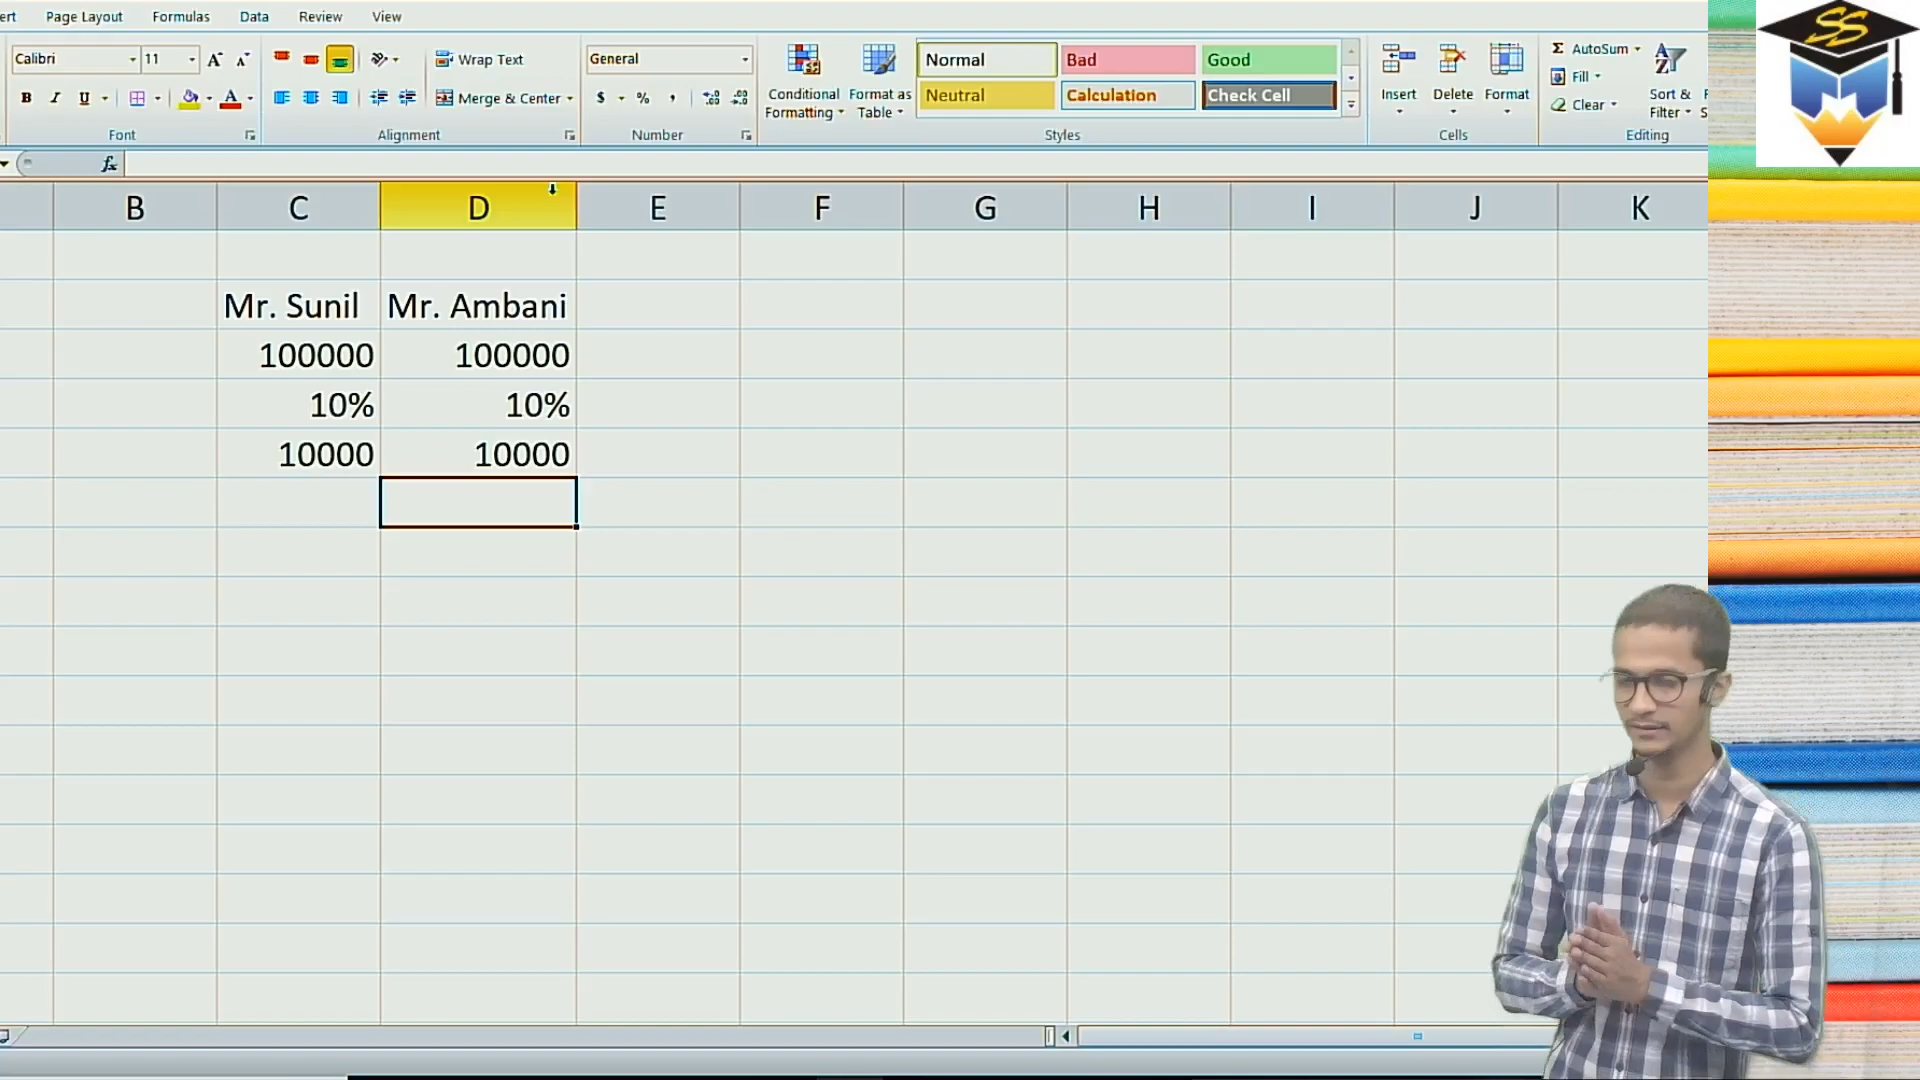 ert Page Layout Formulas Data Review View
Calibri 11 A A Wrap Text General Normal Bad Good AutoSum
B I U A Merge & Center $ % , Conditional Formatting Format as Table Neutral Calculation Check Cell Insert Delete Format Fill Clear Sort & Filter
Font Alignment Number Styles Cells Editing
fx
B C D E F G H I J K
Mr. Sunil Mr. Ambani
100000 100000
10% 10%
10000 10000
SS